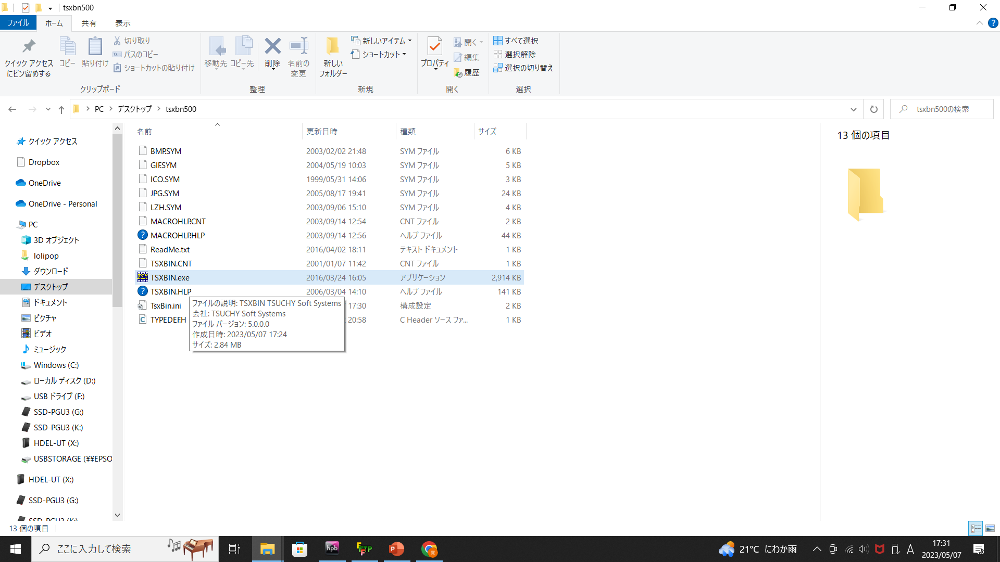 tsxbn500
ファイル
ホーム
共有
表示
クイック アクセス
にピン留めする
コピー
貼り付け
切り取り
パスのコピー
ショートカットの貼り付け
クリップボード
移動先
コピー先
削除
名前の
変更
整理
新しい
フォルダー
新しいアイテム
ショートカット
新規
プロパティ
開く
編集
履歴
開く
すべて選択
選択解除
選択の切り替え
選択
PC
デスクトップ
tsxbn500
tsxbn500の検索
クイック アクセス
Dropbox
OneDrive
OneDrive - Personal
PC
3D オブジェクト
lolipop
ダウンロード
デスクトップ
ドキュメント
ピクチャ
ビデオ
ミュージック
Windows (C:)
ローカル ディスク (D:)
USB ドライブ (F:)
SSD-PGU3 (G:)
SSD-PGU3 (K:)
HDEL-UT (X:)
USBSTORAGE (¥¥EPSO
HDEL-UT (X:)
SSD-PGU3 (G:)
SSD-PGU3 (K:)
名前 更新日時 種類 サイズ
BMP.SYM 2003/02/02 21:48 SYM ファイル 6 KB
GIF.SYM 2004/05/19 10:03 SYM ファイル 5 KB
ICO.SYM 1999/05/31 14:06 SYM ファイル 3 KB
JPG.SYM 2005/08/17 19:41 SYM ファイル 24 KB
LZH.SYM 2003/09/06 15:10 SYM ファイル 4 KB
MACROHLP.CNT 2003/09/14 12:54 CNT ファイル 2 KB
MACROHLP.HLP 2003/09/14 12:56 ヘルプ ファイル 44 KB
ReadMe.txt 2016/04/02 18:11 テキスト ドキュメント 1 KB
TSXBIN.CNT 2001/01/07 11:42 CNT ファイル 1 KB
TSXBIN.exe 2016/03/24 16:05 アプリケーション 2,914 KB
TSXBIN.HLP 2006/03/04 14:10 ヘルプ ファイル 141 KB
TsxBin.ini 17:30 構成設定 2 KB
TYPEDEF.H 20:58 C Header ソース ファ... 1 KB
ファイルの説明: TSXBIN TSUCHY Soft Systems
会社: TSUCHY Soft Systems
ファイル バージョン: 5.0.0.0
作成日時: 2023/05/07 17:24
サイズ: 2.84 MB
13 個の項目
13 個の項目
ここに入力して検索
hpb
FFFTP
P
21°C にわか雨
A
17:31
2023/05/07